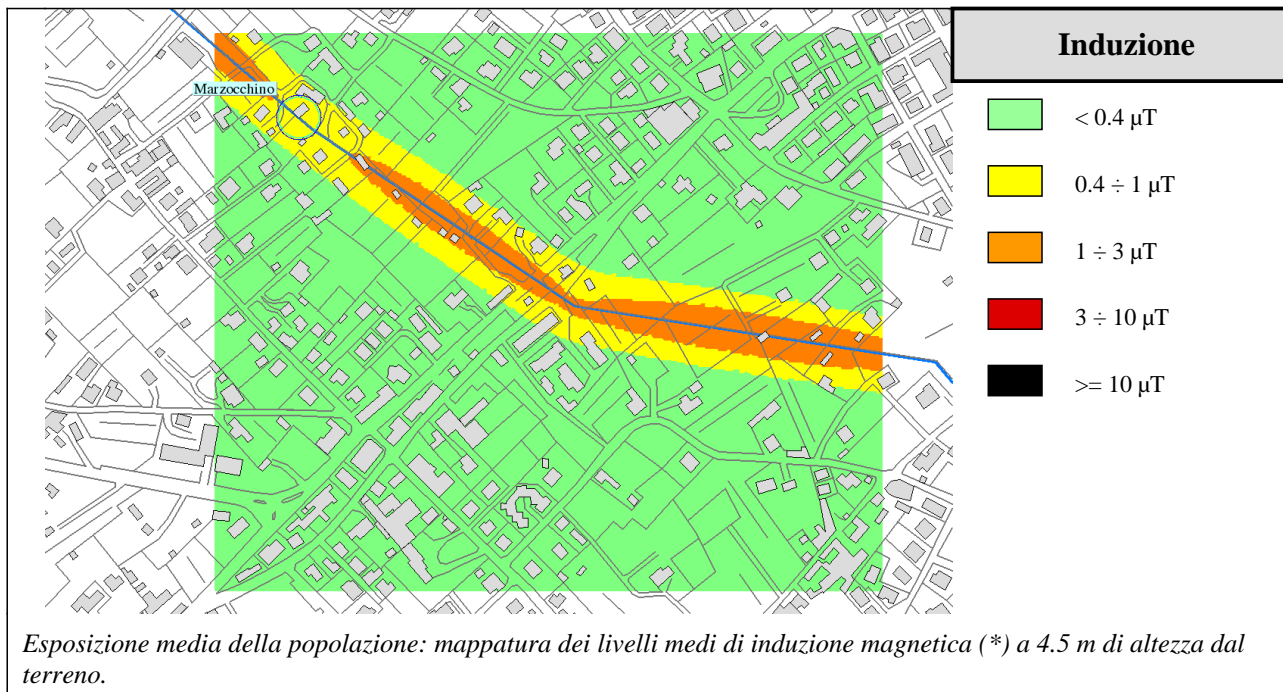 Marzocchino
Induzione
< 0.4 μT
0.4 ÷ 1 μT
1 ÷ 3 μT
3 ÷ 10 μT
>= 10 μT
Esposizione media della popolazione: mappatura dei livelli medi di induzione magnetica (*) a 4.5 m di altezza dal
terreno.